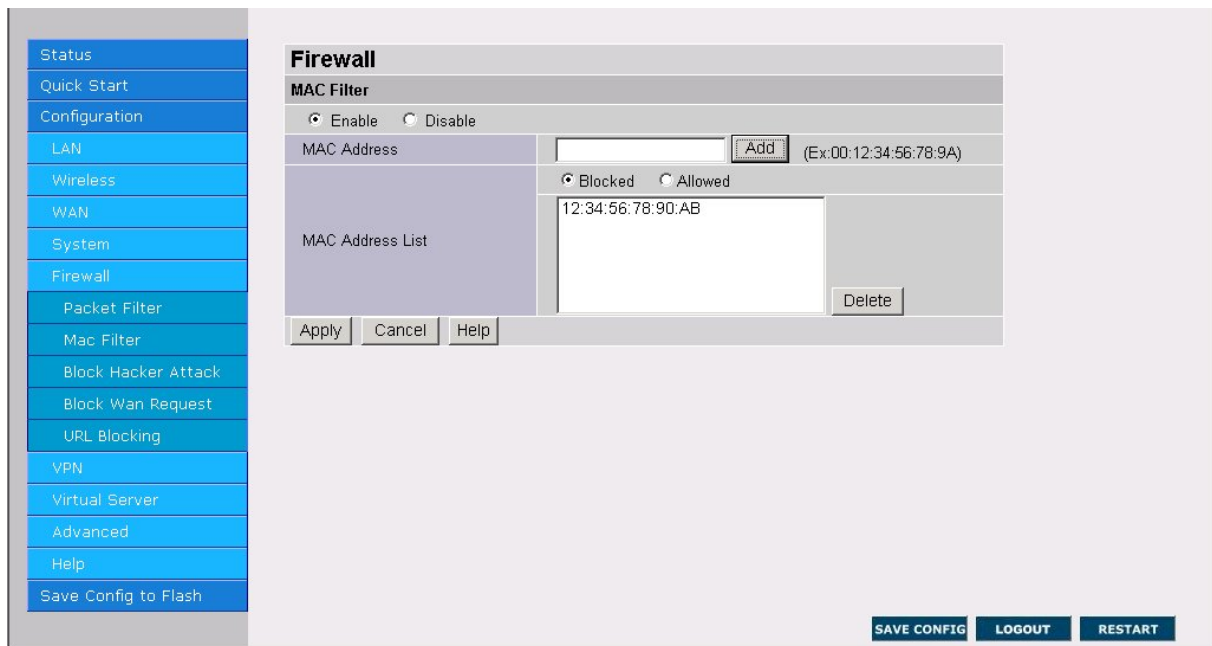 Status
Quick Start
Configuration
LAN
Wireless
WAN
System
Firewall
Packet Filter
Mac Filter
Block Hacker Attack
Block Wan Request
URL Blocking
VPN
Virtual Server
Advanced
Help
Save Config to Flash
Firewall
MAC Filter
Enable Disable
MAC Address Add (Ex:00:12:34:56:78:9A)
Blocked Allowed
12:34:56:78:90:AB
MAC Address List
Delete
Apply Cancel Help
SAVE CONFIG LOGOUT RESTART